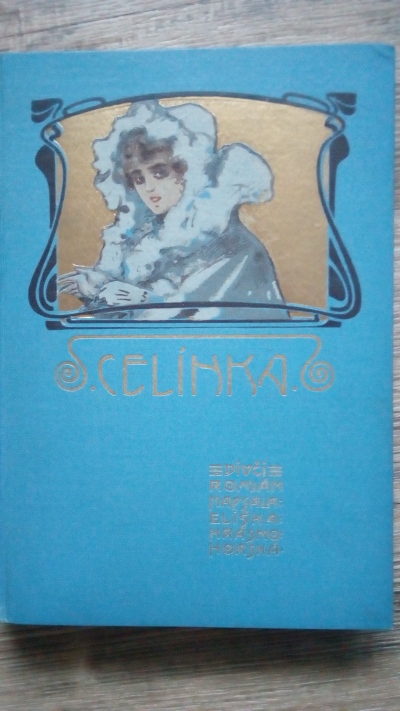 .CELÍNKA.
DÍVČÍ
ROMÁN
NAPSALA
ELIŠKA
KRÁSNO
HORSKÁ